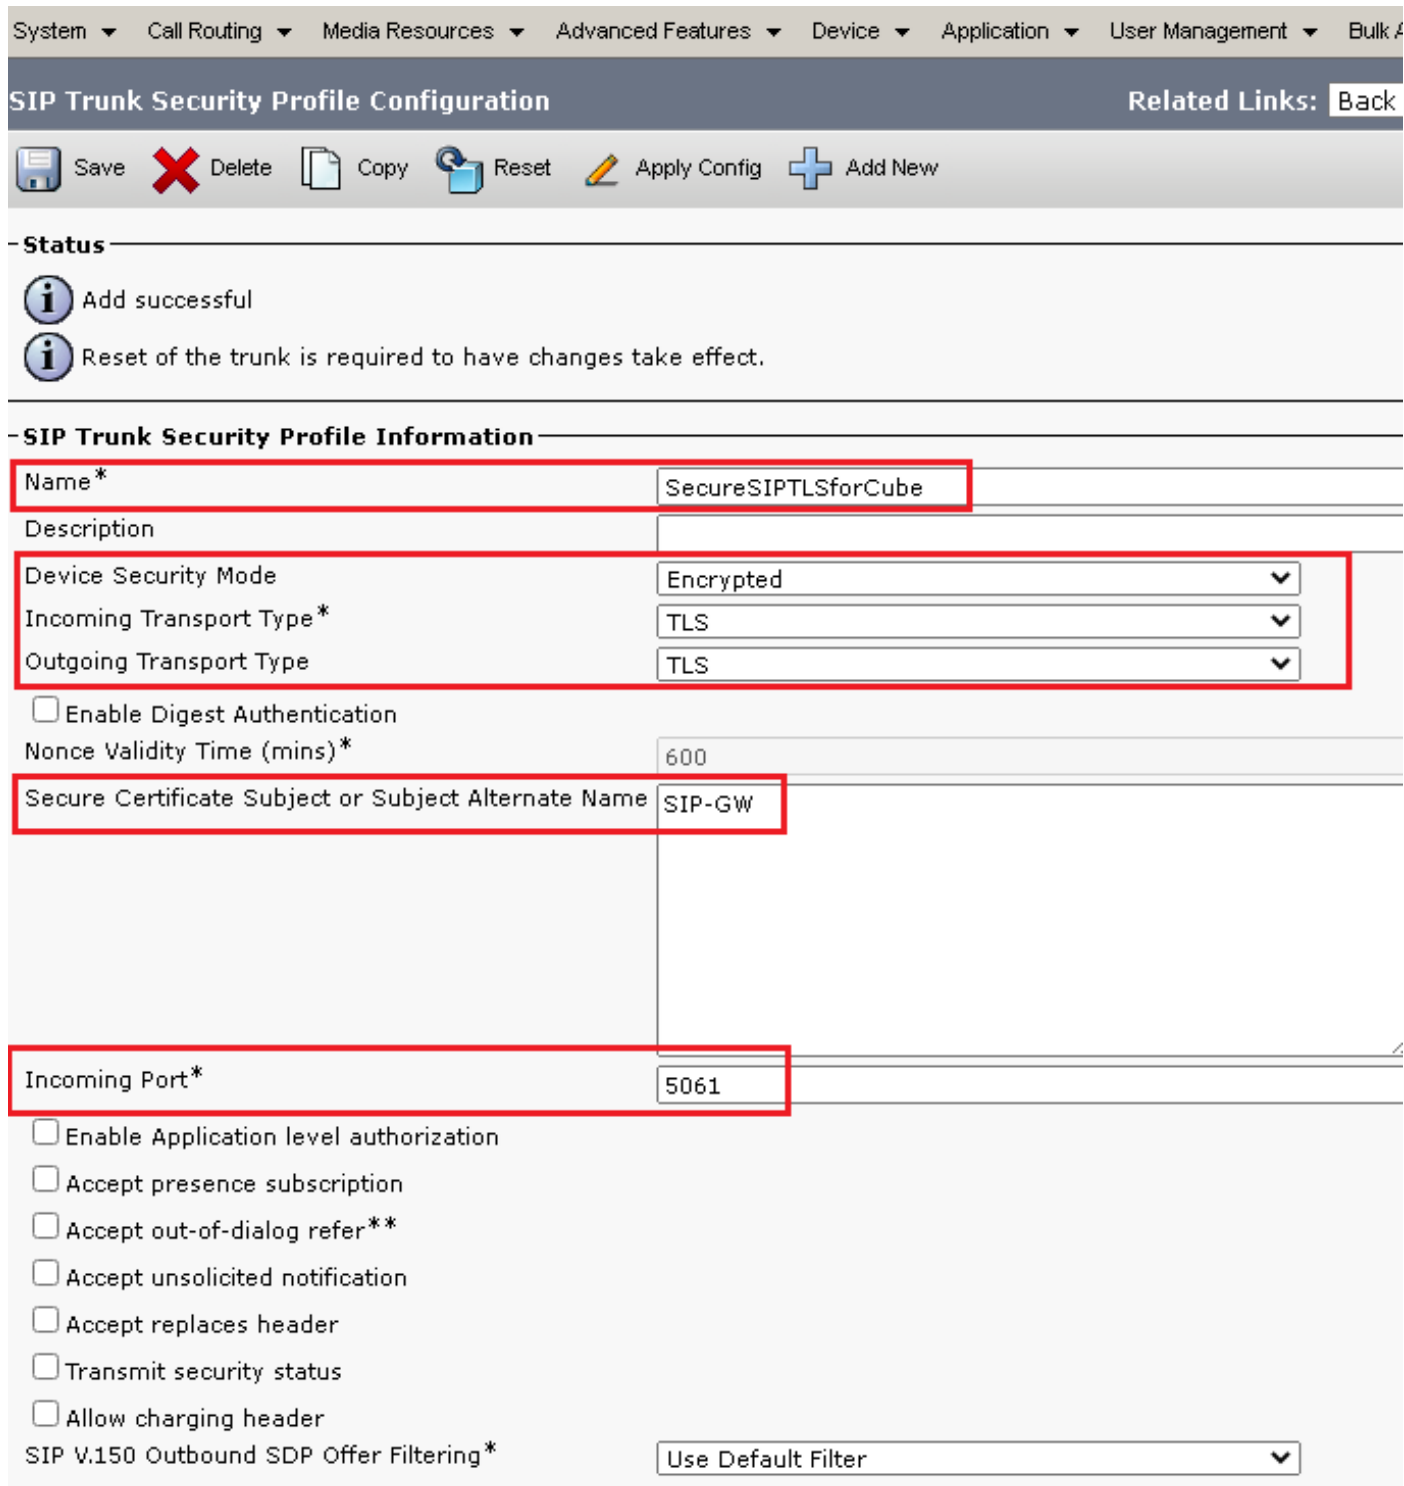 System Call Routing Media Resources Advanced Features Device Application User Management Bulk A
SIP Trunk Security Profile Configuration Related Links: Back
Save Delete Copy Reset Apply Config Add New
Status
Add successful
Reset of the trunk is required to have changes take effect.
SIP Trunk Security Profile Information
Name* SecureSIPTLSforCube
Description
Device Security Mode Encrypted
Incoming Transport Type* TLS
Outgoing Transport Type TLS
Enable Digest Authentication
Nonce Validity Time (mins)* 600
Secure Certificate Subject or Subject Alternate Name SIP-GW
Incoming Port* 5061
Enable Application level authorization
Accept presence subscription
Accept out-of-dialog refer**
Accept unsolicited notification
Accept replaces header
Transmit security status
Allow charging header
SIP V.150 Outbound SDP Offer Filtering* Use Default Filter